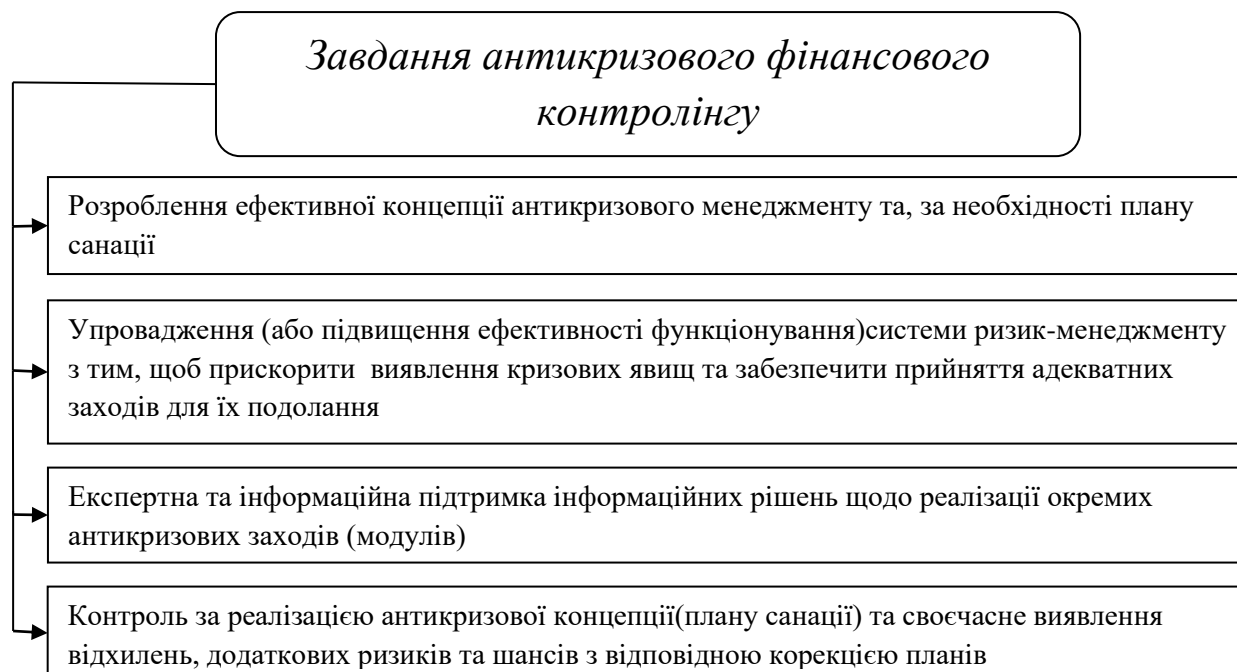 Завдання антикризового фінансового
контролінгу
Розроблення ефективної концепції антикризового менеджменту та, за необхідності плану
санації
Упровадження (або підвищення ефективності функціонування)системи ризик-менеджменту
з тим, щоб прискорити  виявлення кризових явищ та забезпечити прийняття адекватних
заходів для їх подолання
Експертна та інформаційна підтримка інформаційних рішень щодо реалізації окремих
антикризових заходів (модулів)
Контроль за реалізацією антикризової концепції(плану санації) та своєчасне виявлення
відхилень, додаткових ризиків та шансів з відповідною корекцією планів